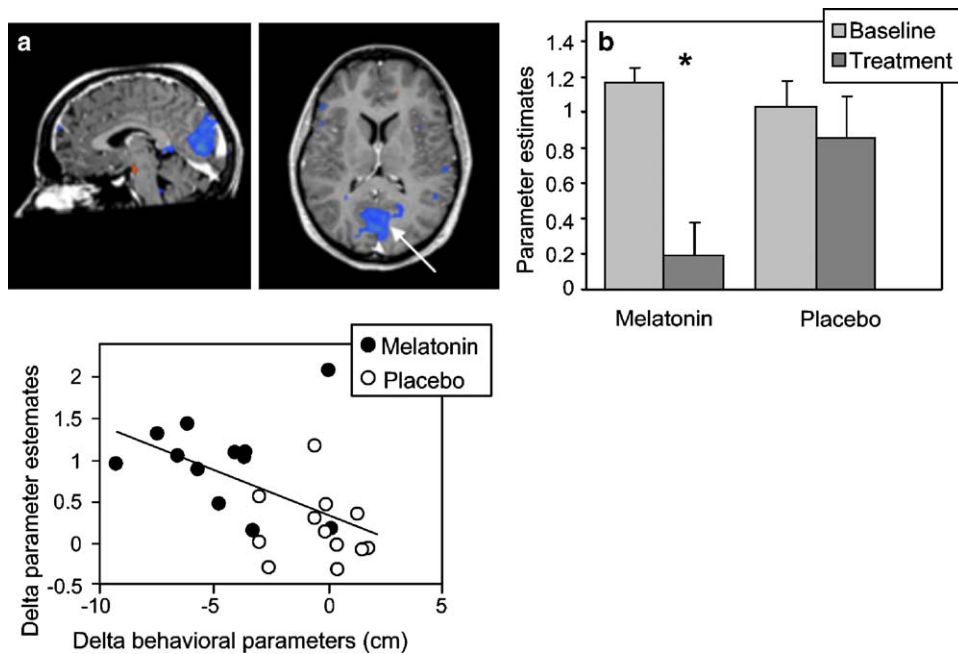 a
b
Baseline
Treatment
*
Parameter estimates
1.4
1.2
1
0.8
0.6
0.4
0.2
0
Melatonin
Placebo
Melatonin
Placebo
Delta parameter estemates
2
1.5
1
0.5
0
-0.5
-10
-5
0
5
Delta behavioral parameters (cm)